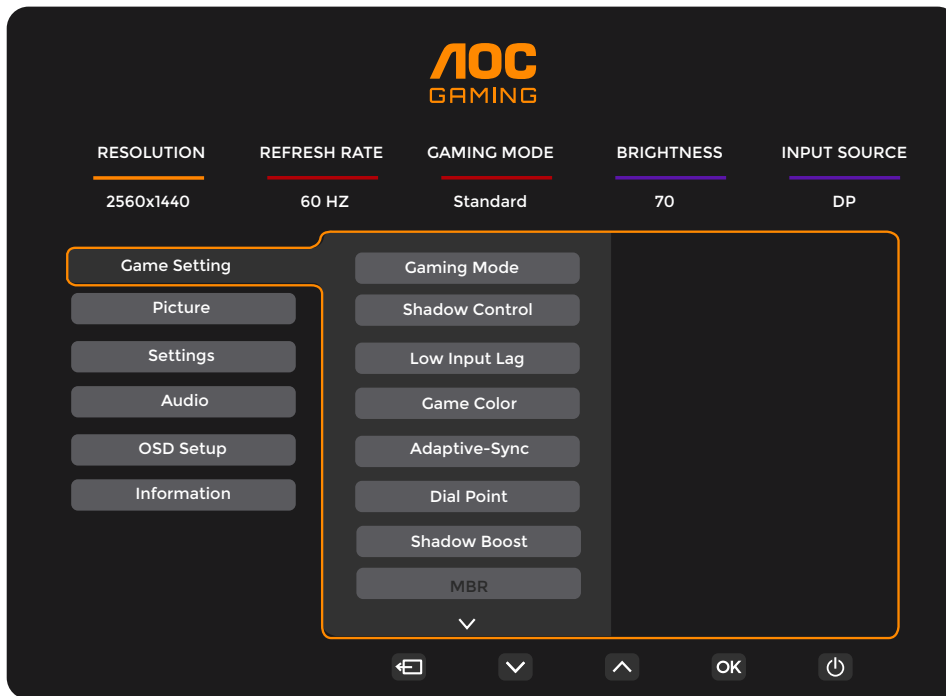 AOC
GAMING
RESOLUTION REFRESH RATE GAMING MODE BRIGHTNESS INPUT SOURCE
2560x1440 60 HZ Standard 70 DP
Game Setting
Picture
Settings
Audio
OSD Setup
Information
Gaming Mode
Shadow Control
Low Input Lag
Game Color
Adaptive-Sync
Dial Point
Shadow Boost
MBR
OK